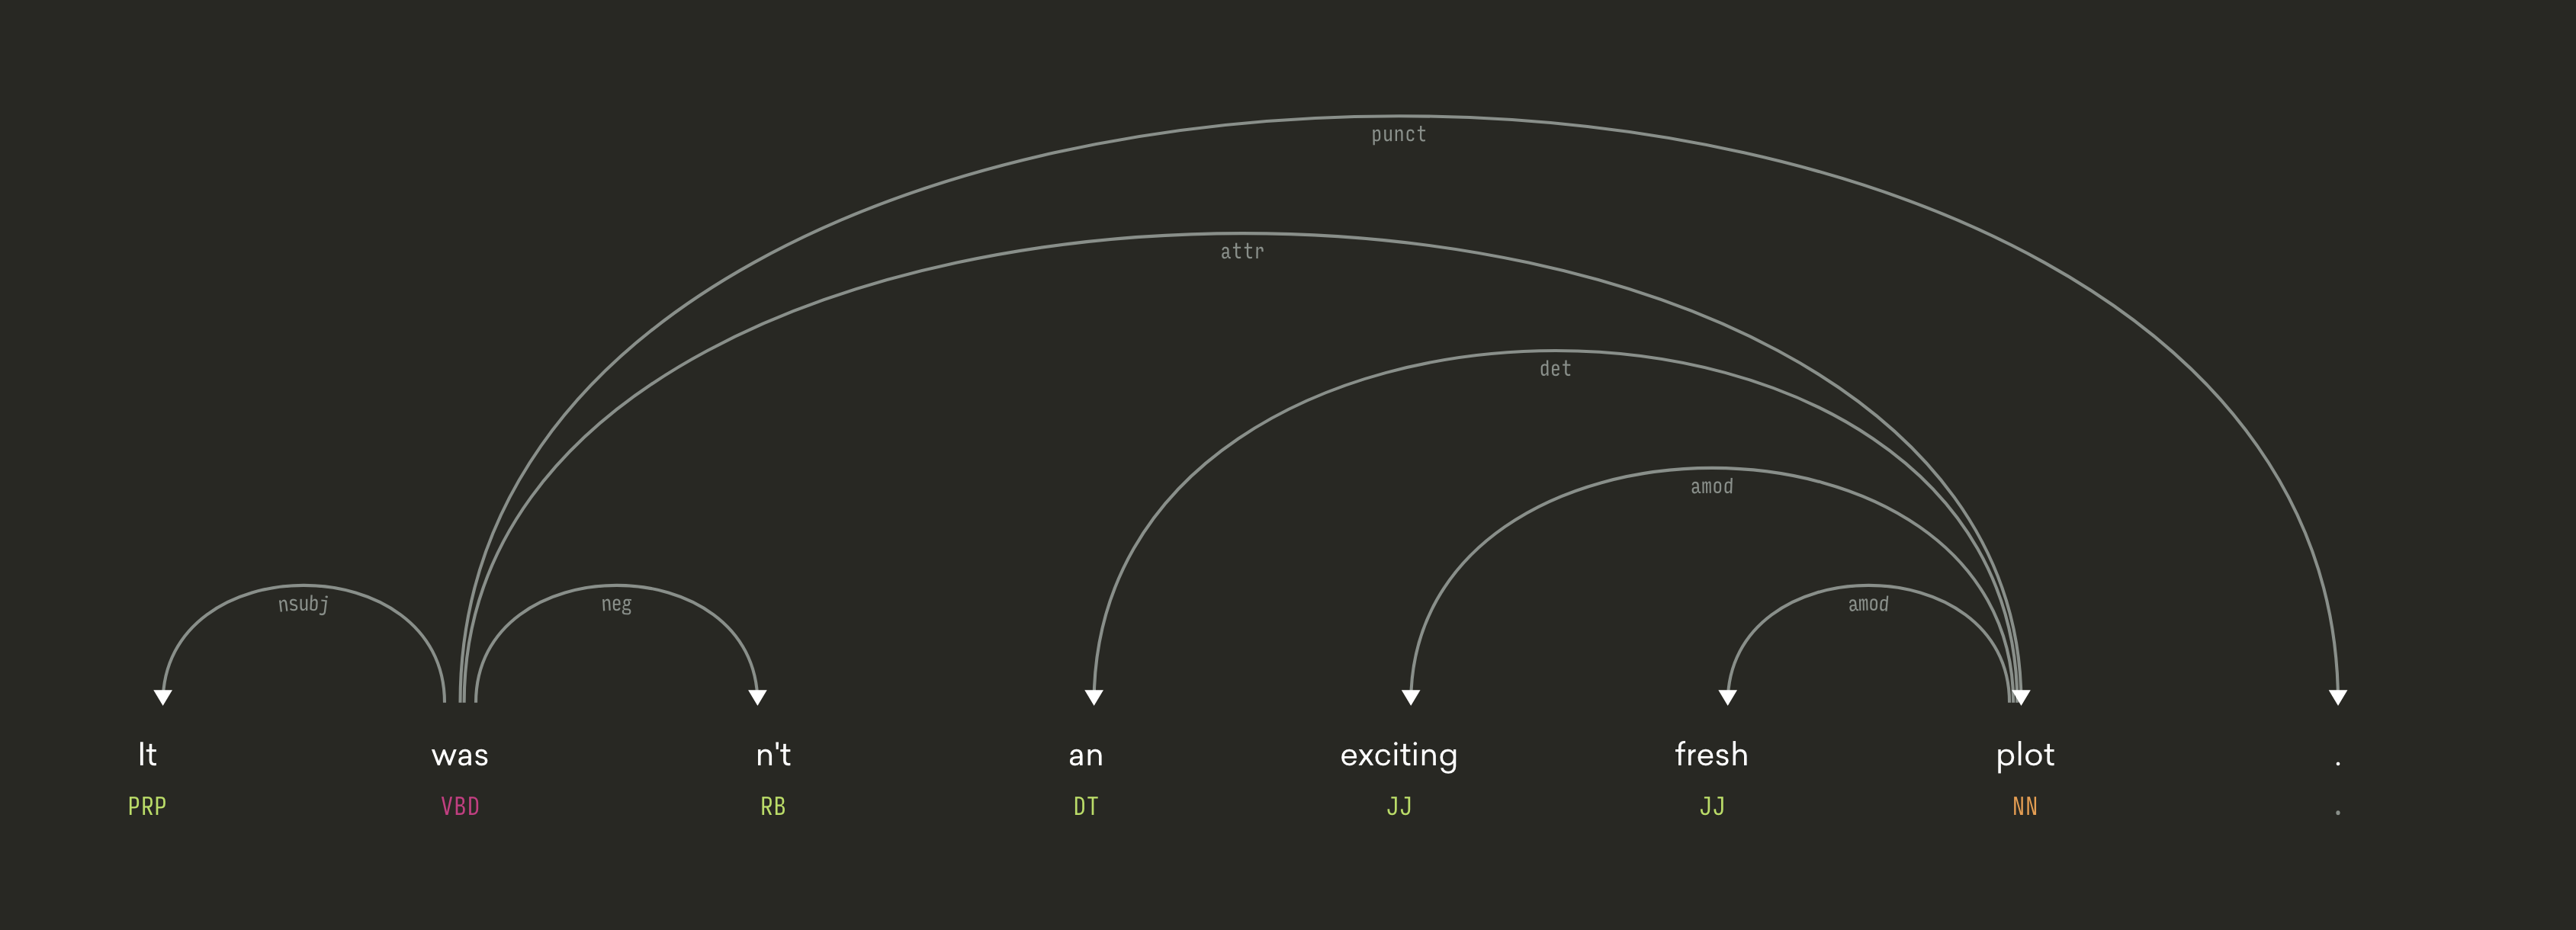 punct
attr
det
amod
nsubj neg amod
It was n't an exciting fresh plot .
PRP VBD RB DT JJ JJ NN .